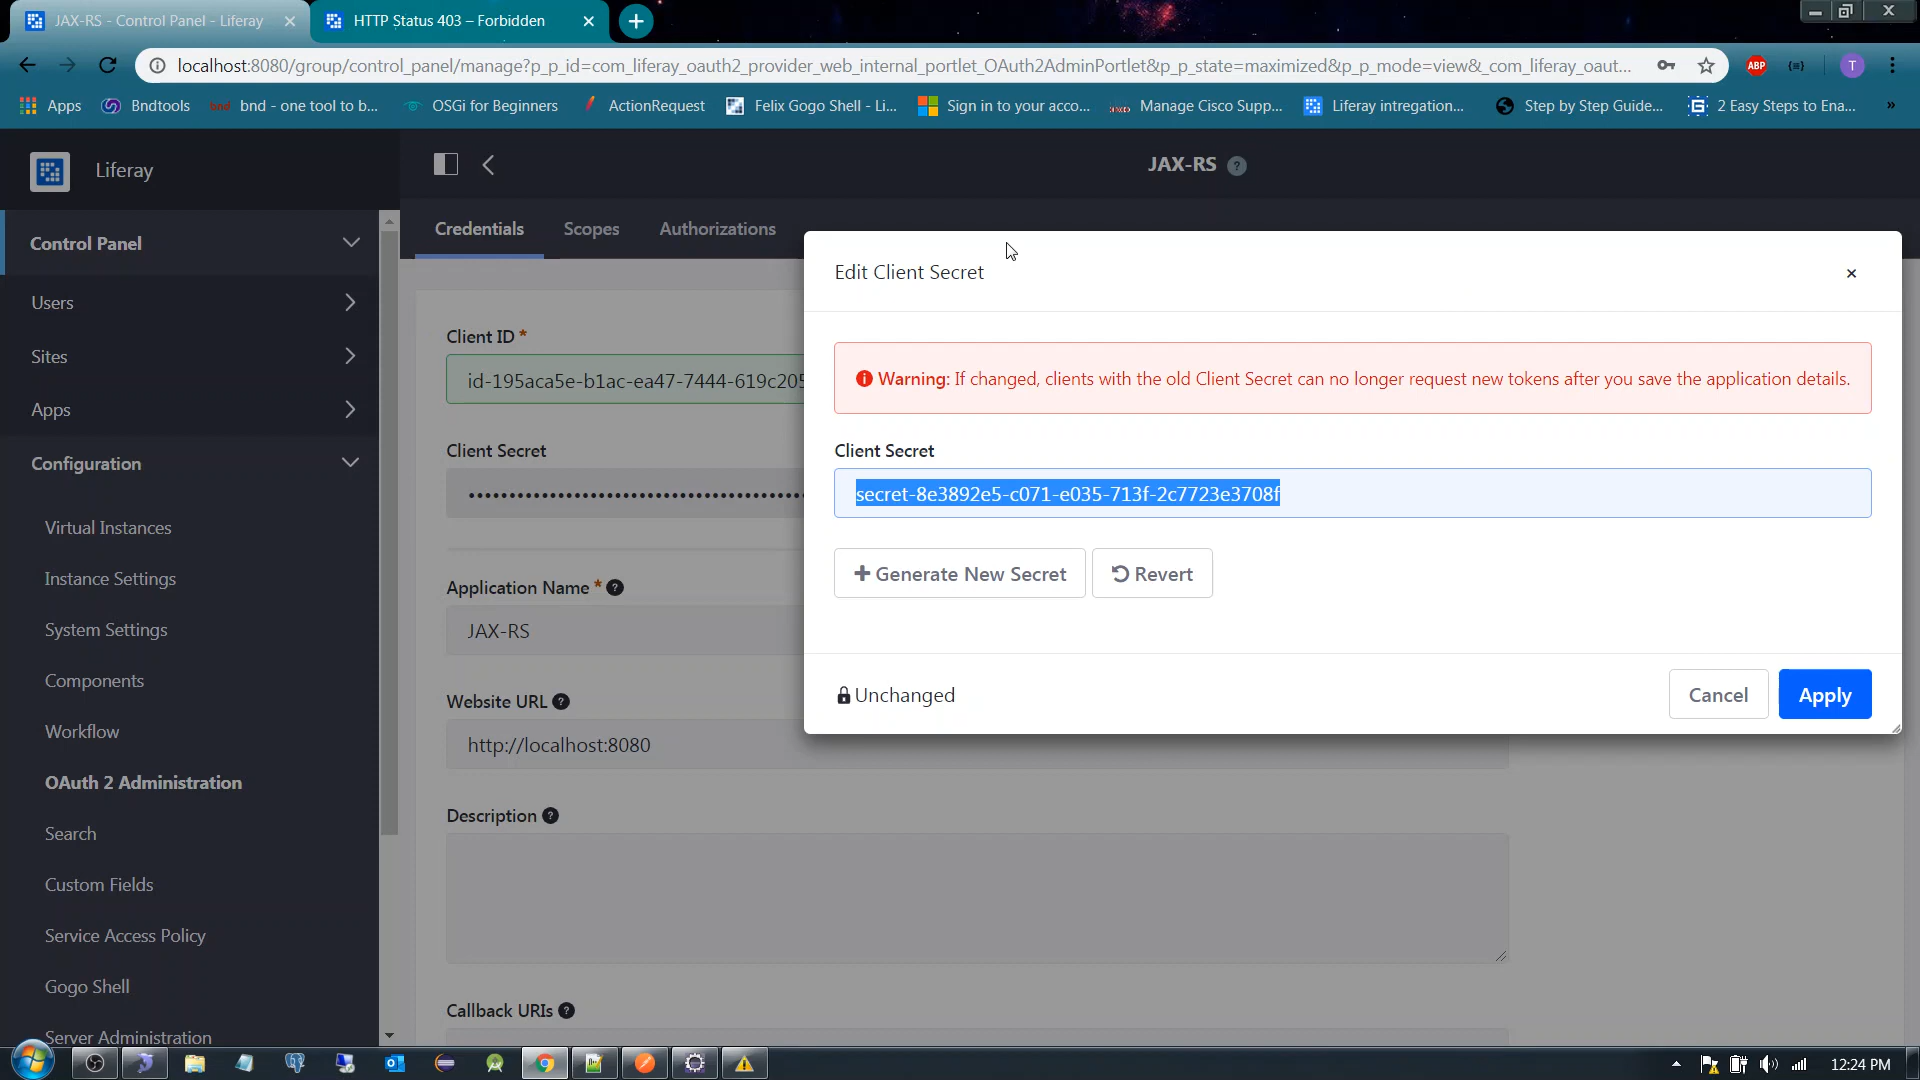 JAX-RS - Control Panel - Liferay
HTTP Status 403 – Forbidden
localhost:8080/group/control_panel/manage?p_p_id=com_liferay_oauth2_provider_web_internal_portlet_OAuth2AdminPortlet&p_p_state=maximized&p_p_mode=view&_com_liferay_oaut...
ABP
T
Apps
Bndtools
bnd - one tool to b...
OSGi for Beginners
ActionRequest
Felix Gogo Shell - Li...
Sign in to your acco...
Manage Cisco Supp...
Liferay intregation...
Step by Step Guide...
2 Easy Steps to Ena...
»
Liferay
JAX-RS ?
Control Panel
Users
Sites
Apps
Configuration
Virtual Instances
Instance Settings
System Settings
Components
Workflow
OAuth 2 Administration
Search
Custom Fields
Service Access Policy
Gogo Shell
Server Administration
Credentials
Scopes
Authorizations
Client ID *
id-195aca5e-b1ac-ea47-7444-619c205
Client Secret
••••••••••••••••••••••••••••••••••••
Application Name * ?
JAX-RS
Website URL ?
http://localhost:8080
Description ?
Callback URIs ?
Edit Client Secret
×
Warning: If changed, clients with the old Client Secret can no longer request new tokens after you save the application details.
Client Secret
secret-8e3892e5-c071-e035-713f-2c7723e3708f
Generate New Secret
Revert
Unchanged
Cancel
Apply
12:24 PM